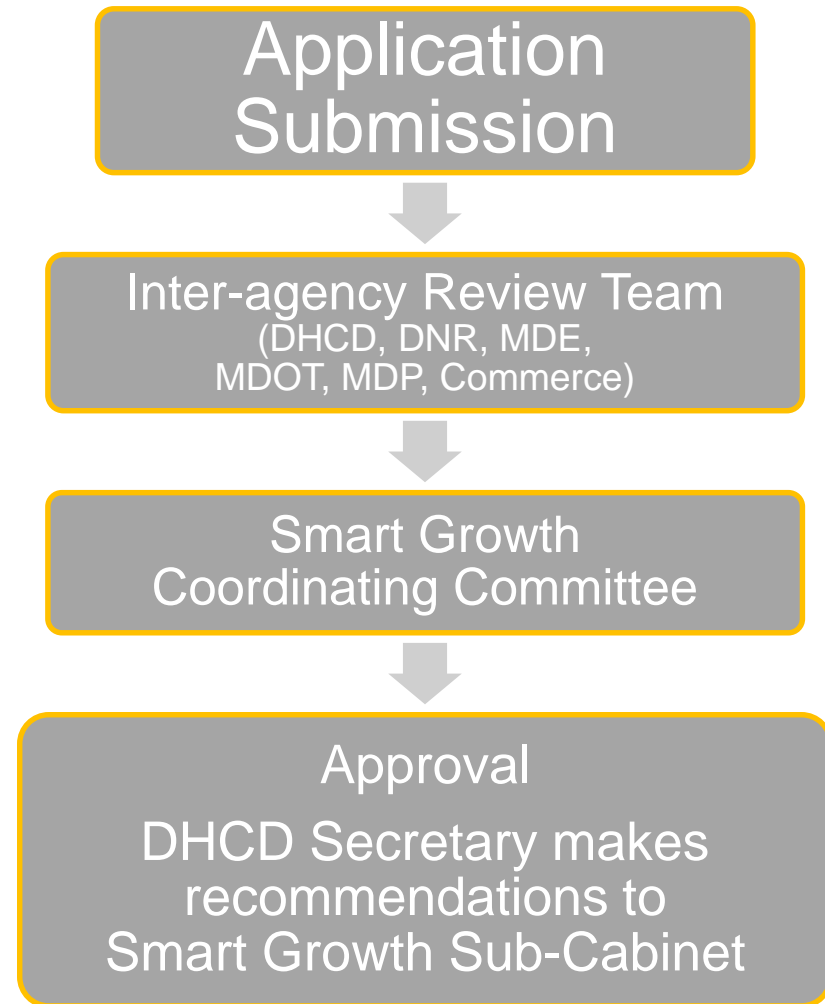 Application
Submission
Inter-agency Review Team
(DHCD, DNR, MDE,
MDOT, MDP, Commerce)
Smart Growth
Coordinating Committee
Approval
DHCD Secretary makes
recommendations to
Smart Growth Sub-Cabinet